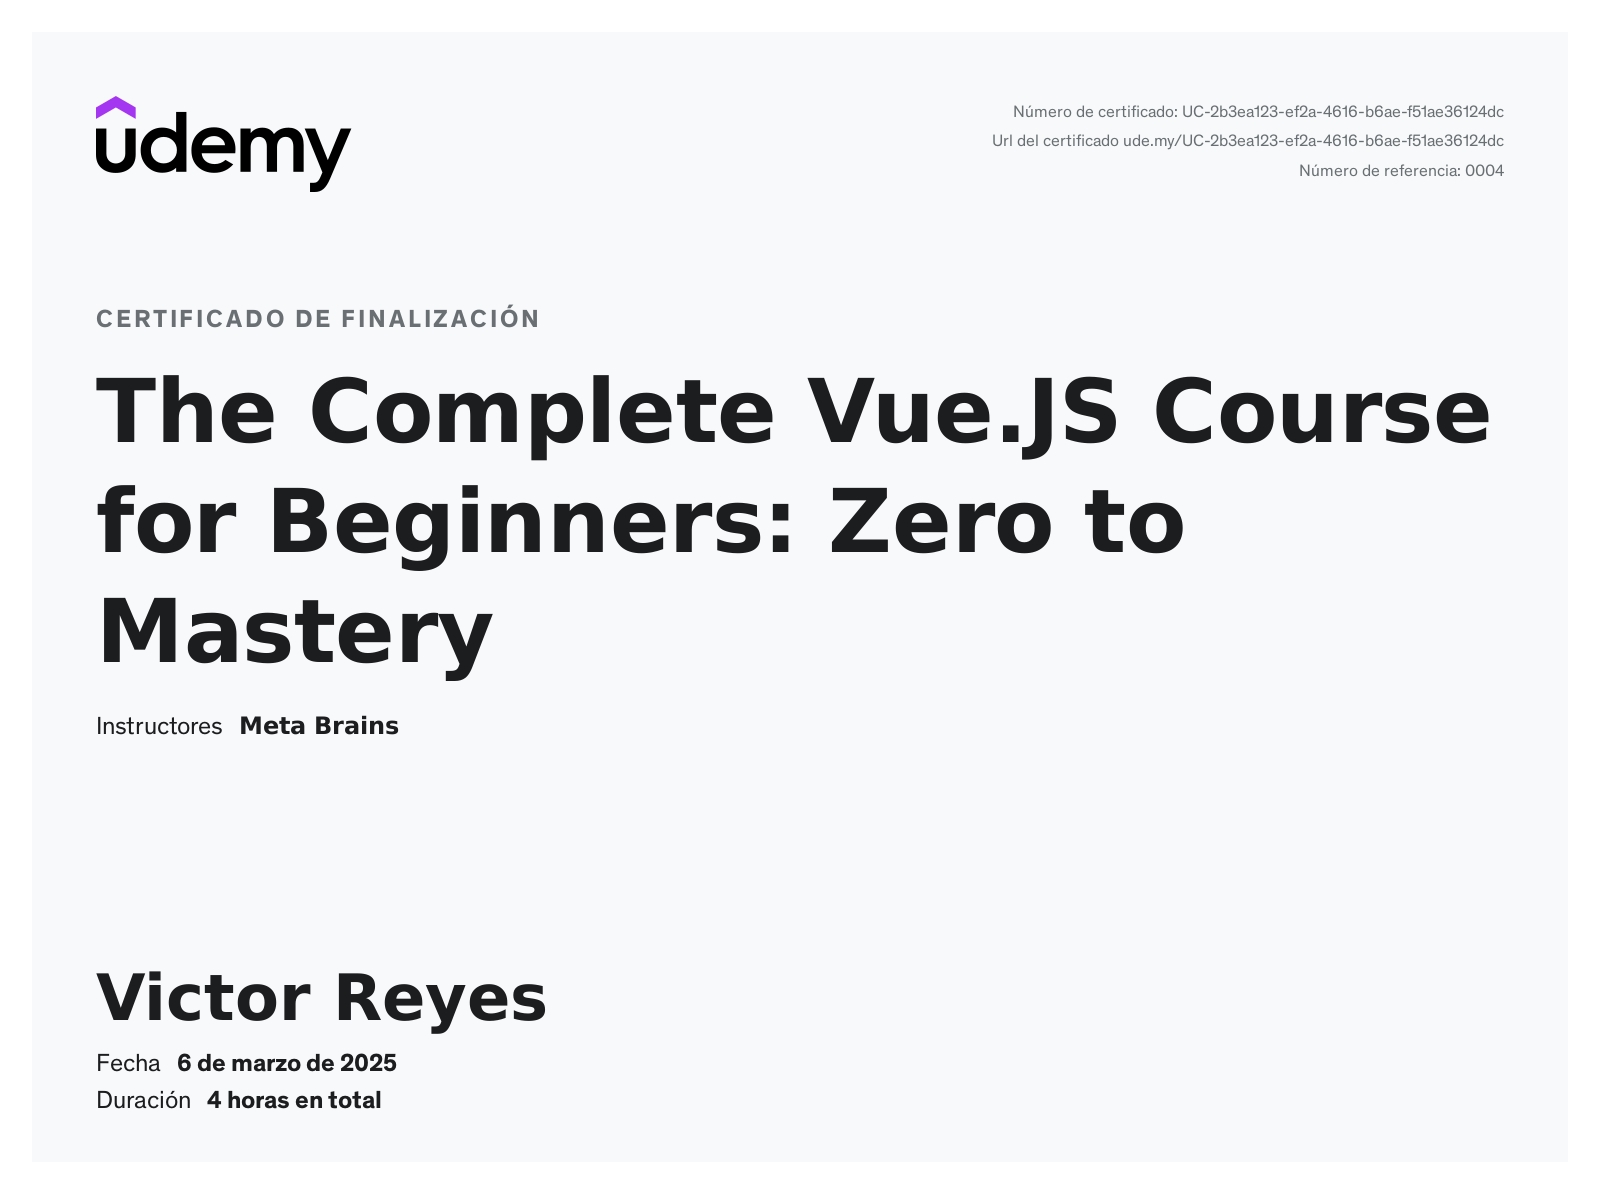 udemy
Número de certificado: UC-2b3ea123-ef2a-4616-b6ae-f51ae36124dc
Url del certificado ude.my/UC-2b3ea123-ef2a-4616-b6ae-f51ae36124dc
Número de referencia: 0004
CERTIFICADO DE FINALIZACIÓN
The Complete Vue.JS Course
for Beginners: Zero to
Mastery
Instructores Meta Brains
Victor Reyes
Fecha 6 de marzo de 2025
Duración 4 horas en total